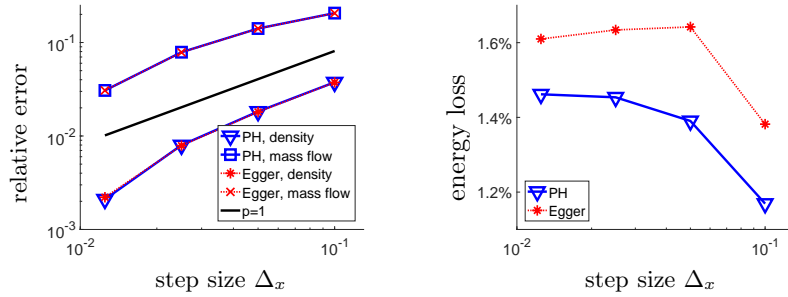 relative error
10^-1
10^-2
10^-3
PH, density
PH, mass flow
Egger, density
Egger, mass flow
p=1
10^-2
10^-1
step size Δ_x
energy loss
1.6%
1.4%
1.2%
PH
Egger
10^-2
10^-1
step size Δ_x